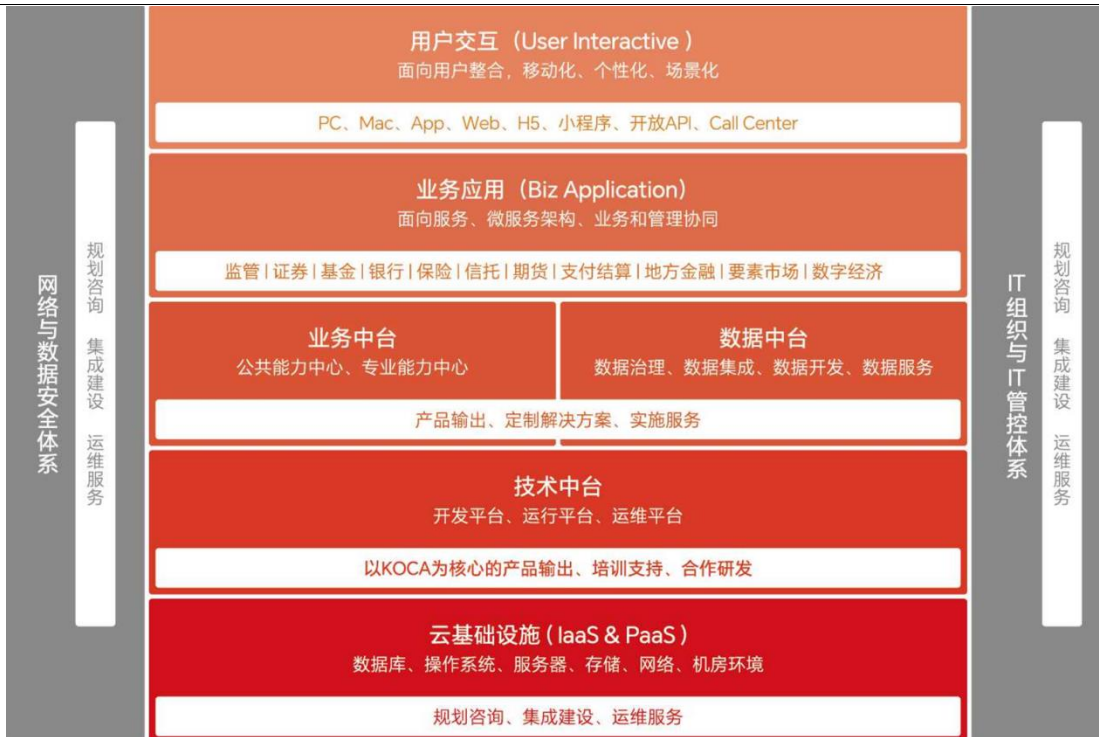 网络与数据安全体系
规划咨询 集成建设 运维服务
用户交互（User Interactive）
面向用户整合，移动化、个性化、场景化
PC、Mac、App、Web、H5、小程序、开放API、Call Center
业务应用（Biz Application）
面向服务、微服务架构、业务和管理协同
监管|证券|基金|银行|保险|信托|期货|支付结算|地方金融|要素市场|数字经济
业务中台
公共能力中心、专业能力中心
数据中台
数据治理、数据集成、数据开发、数据服务
产品输出、定制解决方案、实施服务
技术中台
开发平台、运行平台、运维平台
以KOCA为核心的产品输出、培训支持、合作研发
云基础设施（IaaS & PaaS）
数据库、操作系统、服务器、存储、网络、机房环境
规划咨询、集成建设、运维服务
IT组织与IT管控体系
规划咨询 集成建设 运维服务